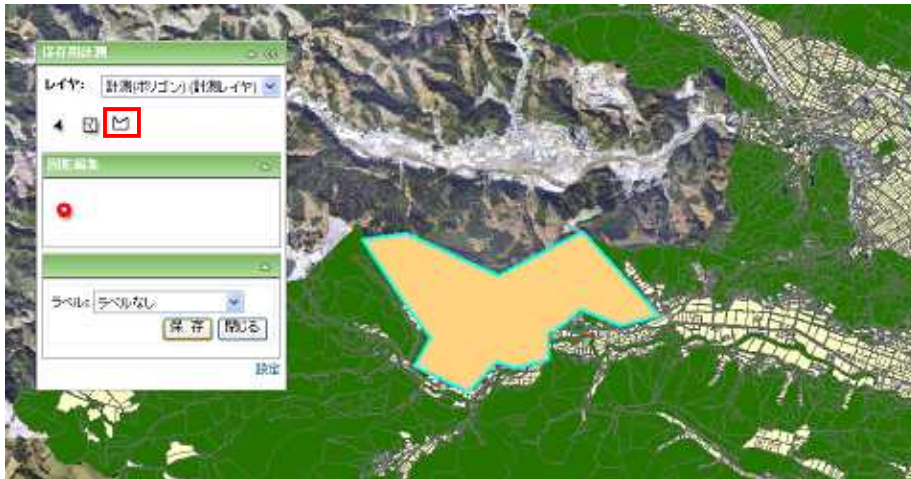 保存用計測
レイヤ: 計測(ポリゴン)(計測レイヤ)
図形編集
ラベル: ラベルなし
保 存 閉じる
設定